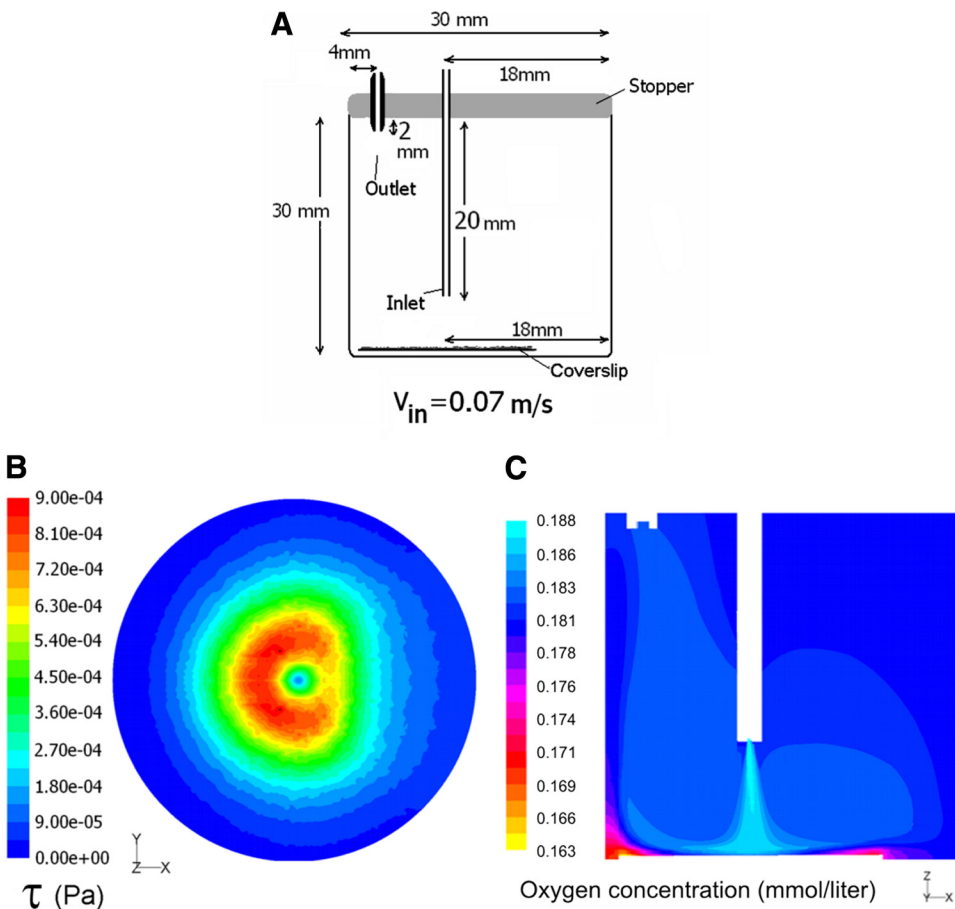 A
30 mm
4mm
18mm
Stopper
2
mm
Outlet
30 mm
20 mm
Inlet
18mm
Coverslip
Vin=0.07 m/s
B
9.00e-04
8.10e-04
7.20e-04
6.30e-04
5.40e-04
4.50e-04
3.60e-04
2.70e-04
1.80e-04
9.00e-05
0.00e+00
Y
Z X
τ (Pa)
C
0.188
0.186
0.183
0.181
0.178
0.176
0.174
0.171
0.169
0.166
0.163
Oxygen concentration (mmol/liter)
Z
Y X